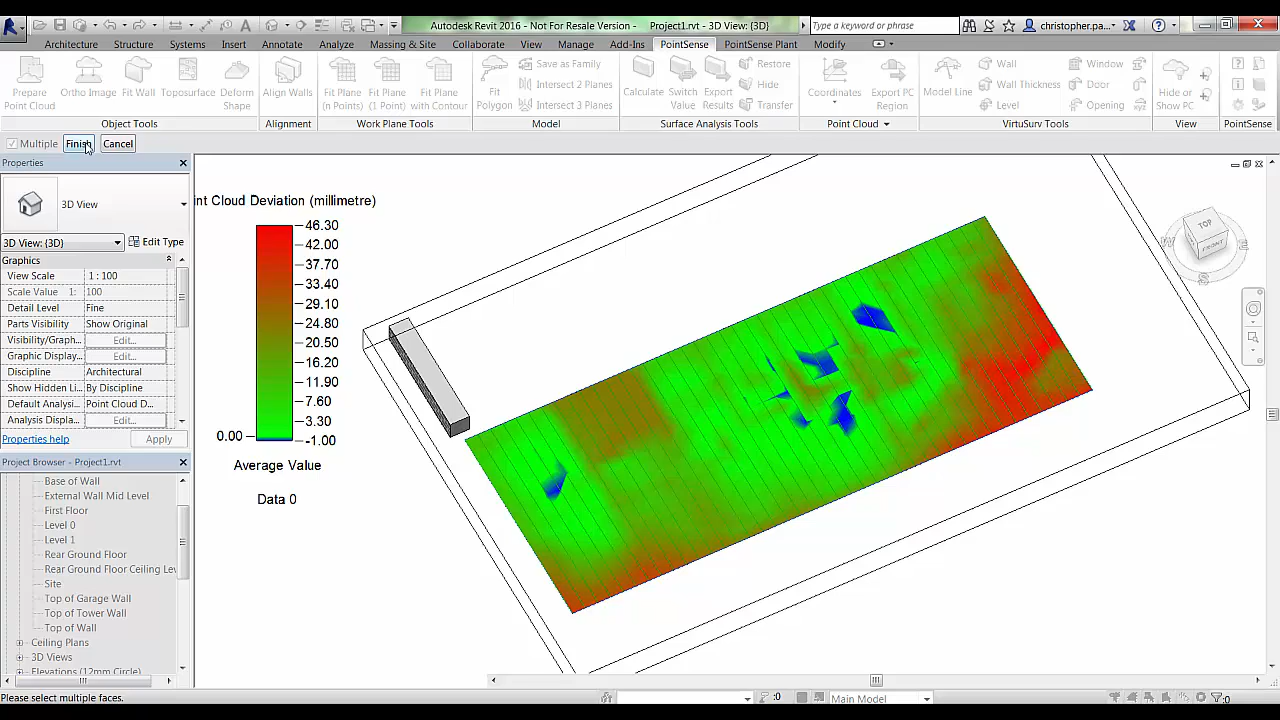 Autodesk Revit 2016 - Not For Resale Version - Project1.rvt - 3D View: {3D}
Type a keyword or phrase
christopher.pa...
Architecture Structure Systems Insert Annotate Analyze Massing & Site Collaborate View Manage Add-Ins PointSense PointSense Plant Modify
Prepare Point Cloud
Ortho Image
Fit Wall
Toposurface
Deform Shape
Align Walls
Fit Plane (n Points)
Fit Plane (1 Point)
Fit Plane with Contour
Fit Polygon
Save as Family
Intersect 2 Planes
Intersect 3 Planes
Calculate
Switch Value
Export Results
Restore
Hide
Transfer
Coordinates
Export PC Region
Model Line
Wall
Wall Thickness
Level
Window
Door
Opening
Hide or Show PC
Object Tools
Alignment
Work Plane Tools
Model
Surface Analysis Tools
Point Cloud
VirtuSurv Tools
View
PointSense
Multiple Finish Cancel
Properties
3D View
3D View: {3D} Edit Type
Graphics
View Scale 1 : 100
Scale Value 1: 100
Detail Level Fine
Parts Visibility Show Original
Visibility/Graph... Edit...
Graphic Display... Edit...
Discipline Architectural
Show Hidden Li... By Discipline
Default Analysi... Point Cloud D...
Analysis Displa... Edit...
Properties help Apply
Project Browser - Project1.rvt
Base of Wall
External Wall Mid Level
First Floor
Level 0
Level 1
Rear Ground Floor
Rear Ground Floor Ceiling Lev
Site
Top of Garage Wall
Top of Tower Wall
Top of Wall
Ceiling Plans
3D Views
Elevations (12mm Circle)
nt Cloud Deviation (millimetre)
46.30
42.00
37.70
33.40
29.10
24.80
20.50
16.20
11.90
7.60
3.30
0.00
-1.00
Average Value
Data 0
TOP
FRONT
W
E
S
Please select multiple faces.
:0
Main Model
:0